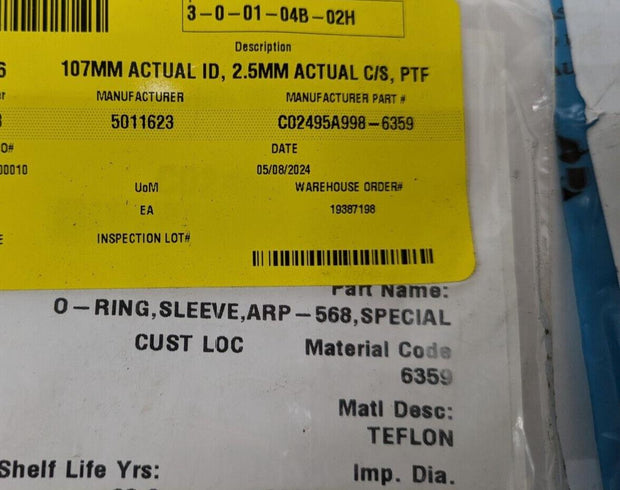 3-0-01-04B-02H
Description
6 107MM ACTUAL ID, 2.5MM ACTUAL C/S, PTF
MANUFACTURER MANUFACTURER PART #
5011623 C02495A998-6359
O# DATE
00010 05/08/2024
UoM WAREHOUSE ORDER#
EA 19387198
INSPECTION LOT#
Part Name:
O-RING,SLEEVE,ARP-568,SPECIAL
CUST LOC Material Code
6359
Matl Desc:
TEFLON
Shelf Life Yrs: Imp. Dia.